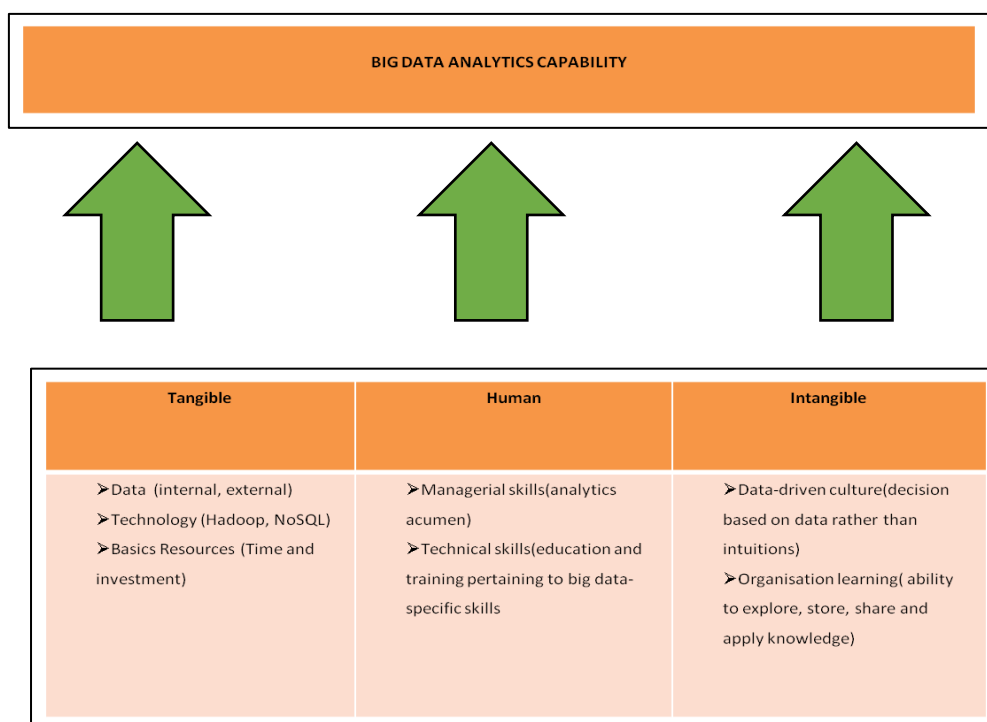 BIG DATA ANALYTICS CAPABILITY
Tangible
Human
Intangible
➢Data (internal, external)
➢Technology (Hadoop, NoSQL)
➢Basics Resources (Time and
investment)
➢Managerial skills(analytics
acumen)
➢Technical skills(education and
training pertaining to big data-
specific skills
➢Data-driven culture(decision
based on data rather than
intuitions)
➢Organisation learning( ability
to explore, store, share and
apply knowledge)